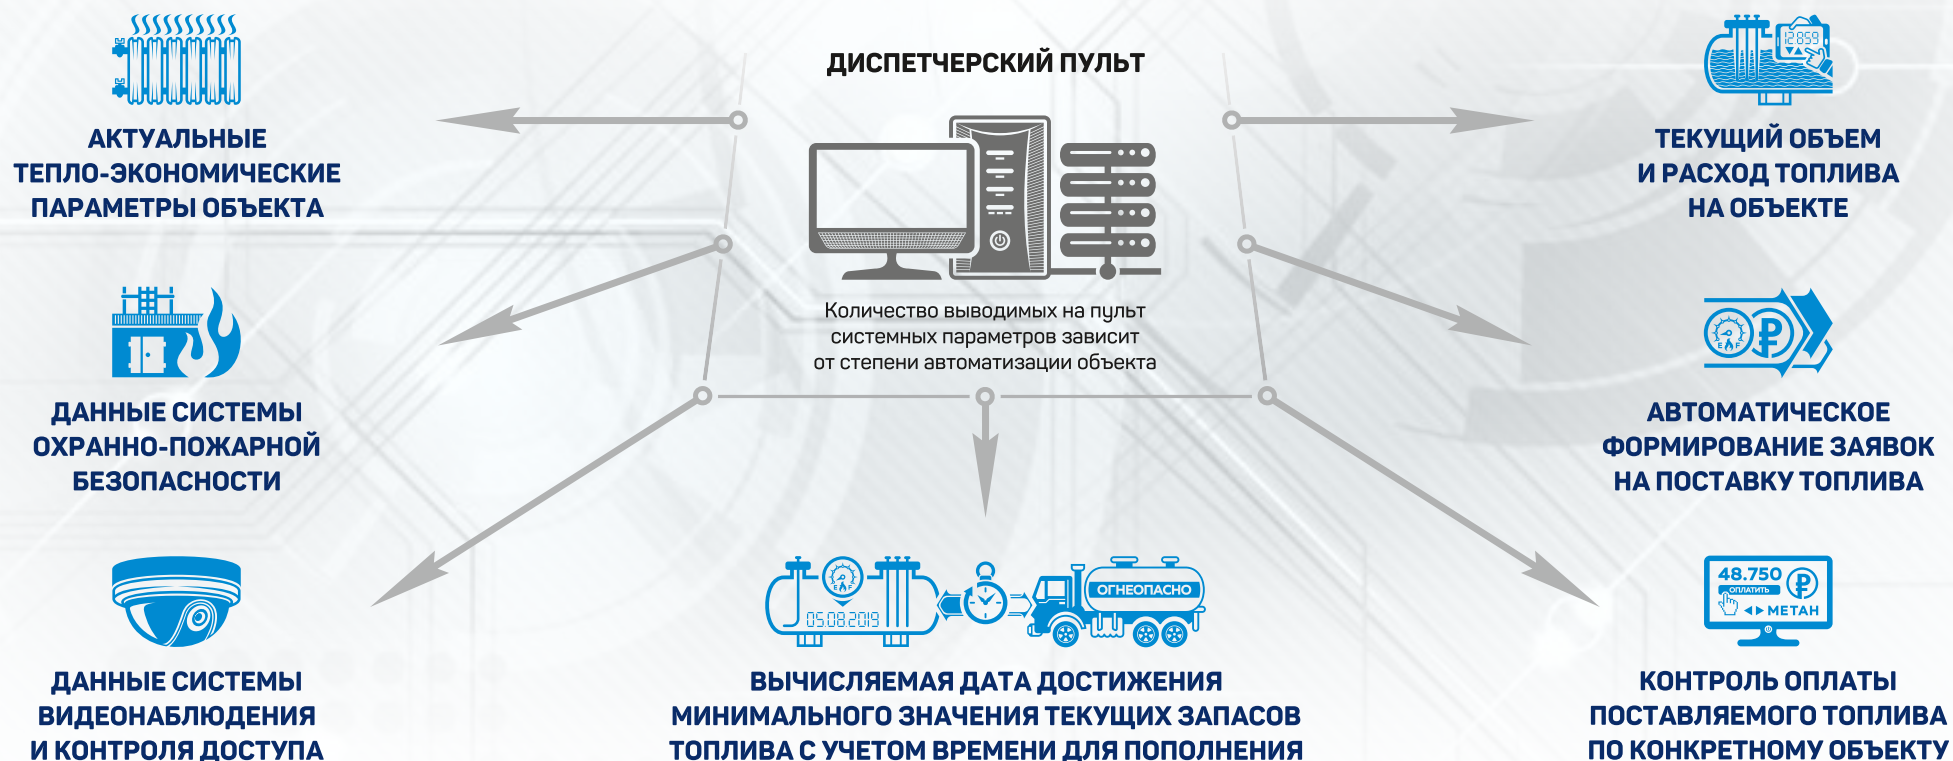 ДИСПЕТЧЕРСКИЙ ПУЛЬТ
Количество выводимых на пульт
системных параметров зависит
от степени автоматизации объекта
АКТУАЛЬНЫЕ
ТЕПЛО-ЭКОНОМИЧЕСКИЕ
ПАРАМЕТРЫ ОБЪЕКТА
ДАННЫЕ СИСТЕМЫ
ОХРАННО-ПОЖАРНОЙ
БЕЗОПАСНОСТИ
ДАННЫЕ СИСТЕМЫ
ВИДЕОНАБЛЮДЕНИЯ
И КОНТРОЛЯ ДОСТУПА
E F
05.08.2019
ОГНЕОПАСНО
ВЫЧИСЛЯЕМАЯ ДАТА ДОСТИЖЕНИЯ
МИНИМАЛЬНОГО ЗНАЧЕНИЯ ТЕКУЩИХ ЗАПАСОВ
ТОПЛИВА С УЧЕТОМ ВРЕМЕНИ ДЛЯ ПОПОЛНЕНИЯ
12859
ТЕКУЩИЙ ОБЪЕМ
И РАСХОД ТОПЛИВА
НА ОБЪЕКТЕ
E F ₽
АВТОМАТИЧЕСКОЕ
ФОРМИРОВАНИЕ ЗАЯВОК
НА ПОСТАВКУ ТОПЛИВА
48.750 ₽
ОПЛАТИТЬ
МЕТАН
КОНТРОЛЬ ОПЛАТЫ
ПОСТАВЛЯЕМОГО ТОПЛИВА
ПО КОНКРЕТНОМУ ОБЪЕКТУ